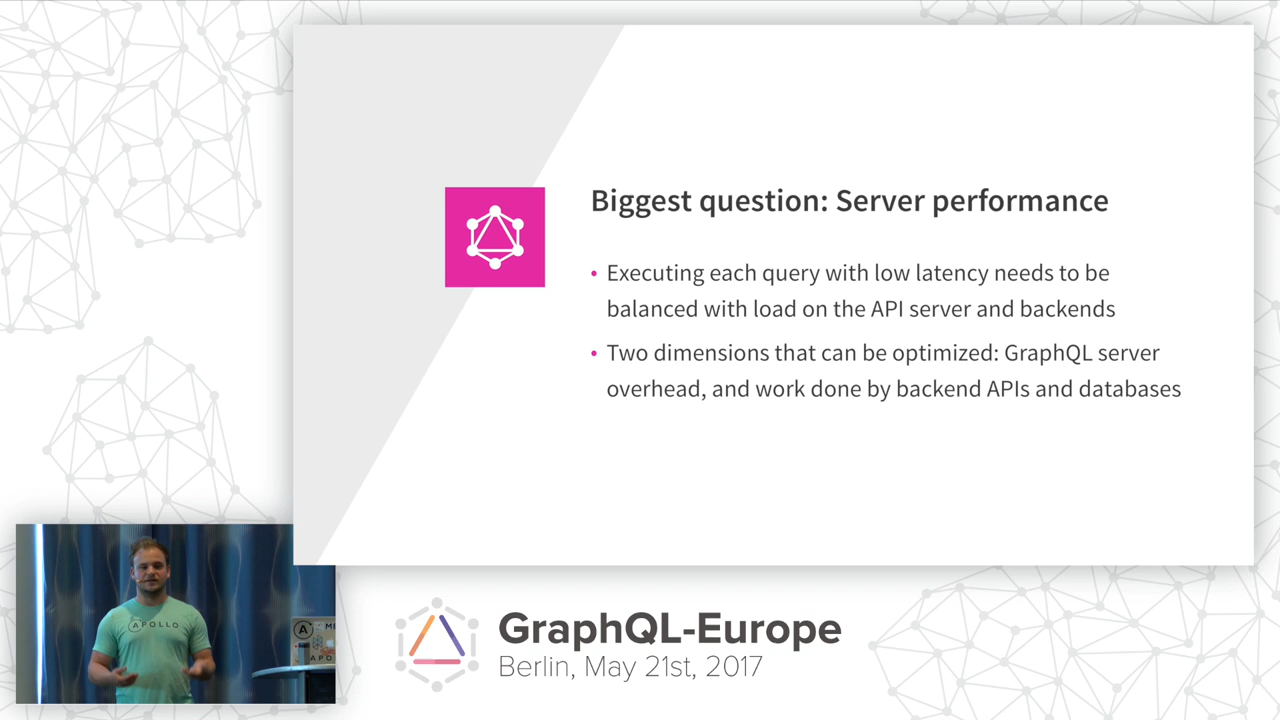 Biggest question: Server performance
• Executing each query with low latency needs to be
balanced with load on the API server and backends
• Two dimensions that can be optimized: GraphQL server
overhead, and work done by backend APIs and databases
APOLLO
GraphQL-Europe
Berlin, May 21st, 2017